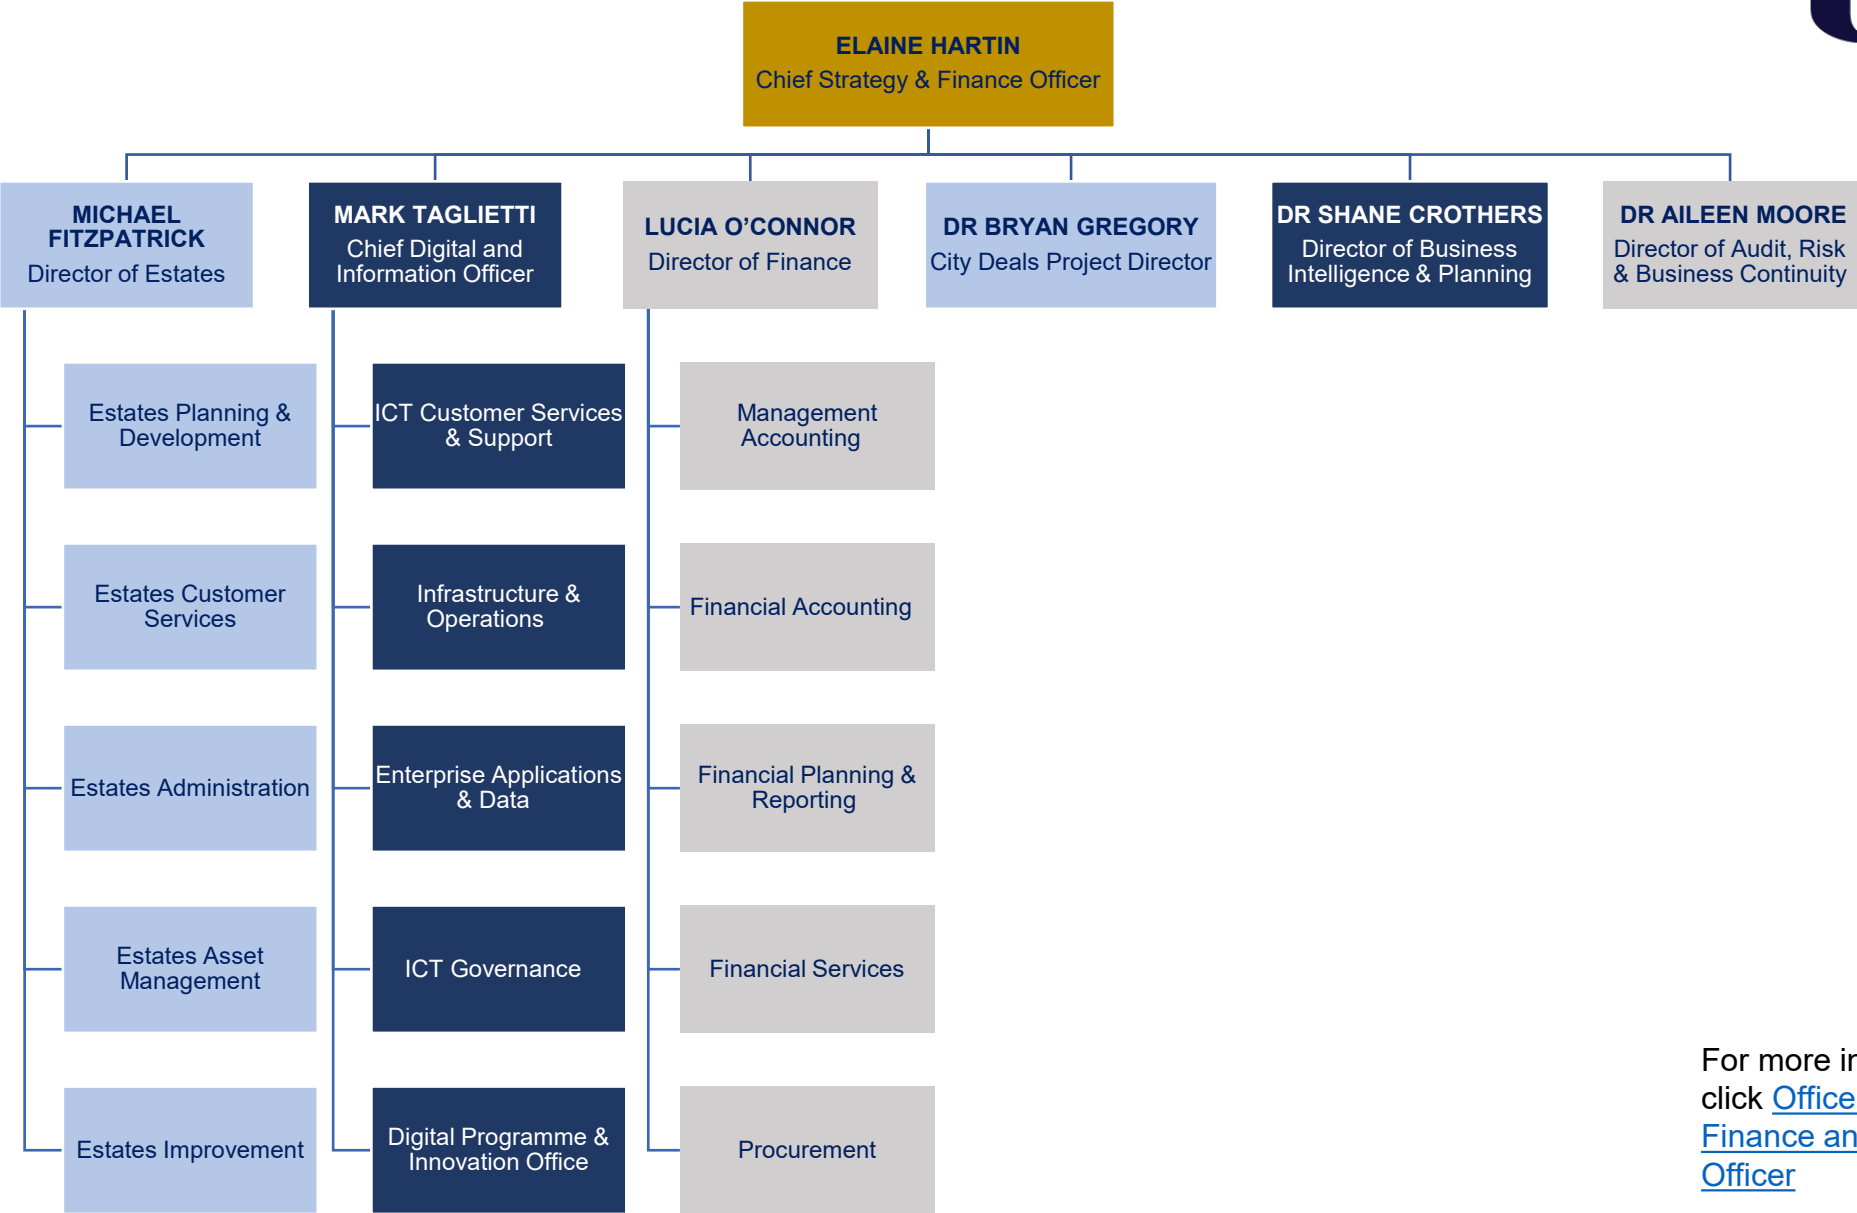 ELAINE HARTIN
Chief Strategy & Finance Officer
MICHAEL
FITZPATRICK
Director of Estates
MARK TAGLIETTI
Chief Digital and
Information Officer
LUCIA O’CONNOR
Director of Finance
DR BRYAN GREGORY
City Deals Project Director
DR SHANE CROTHERS
Director of Business
Intelligence & Planning
DR AILEEN MOORE
Director of Audit, Risk
& Business Continuity
Estates Planning &
Development
Estates Customer
Services
Estates Administration
Estates Asset
Management
Estates Improvement
ICT Customer Services
& Support
Infrastructure &
Operations
Enterprise Applications
& Data
ICT Governance
Digital Programme &
Innovation Office
Management
Accounting
Financial Accounting
Financial Planning &
Reporting
Financial Services
Procurement
For more
click Office
Finance
Officer